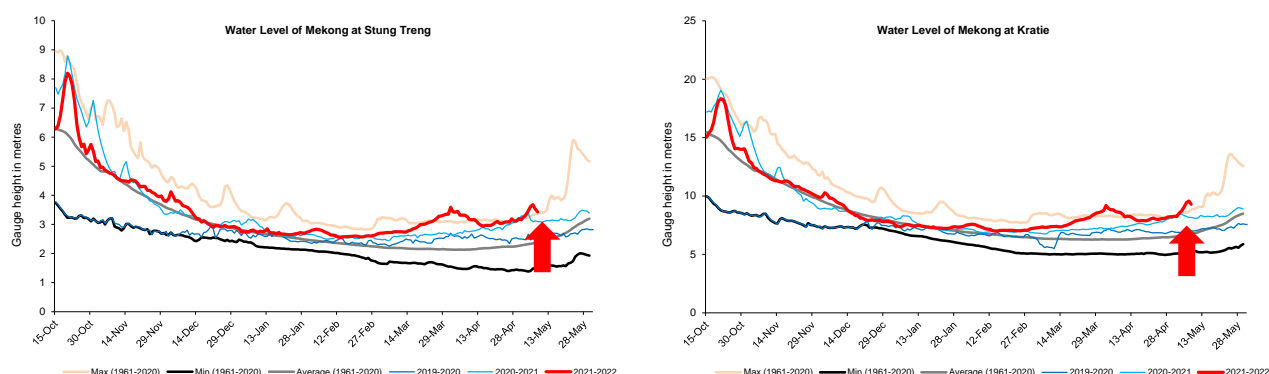 Water Level of Mekong at Stung Treng
Gauge height in metres
10
9
8
7
6
5
4
3
2
1
0
15-Oct
30-Oct
14-Nov
29-Nov
14-Dec
29-Dec
13-Jan
28-Jan
12-Feb
27-Feb
14-Mar
29-Mar
13-Apr
28-Apr
13-May
28-May
Max (1961-2020) Min (1961-2020) Average (1961-2020) 2019-2020 2020-2021 2021-2022
Water Level of Mekong at Kratie
Gauge height in metres
25
20
15
10
5
0
15-Oct
30-Oct
14-Nov
29-Nov
14-Dec
29-Dec
13-Jan
28-Jan
12-Feb
27-Feb
14-Mar
29-Mar
13-Apr
28-Apr
13-May
28-May
Max (1961-2020) Min (1961-2020) Average (1961-2020) 2019-2020 2020-2021 2021-2022